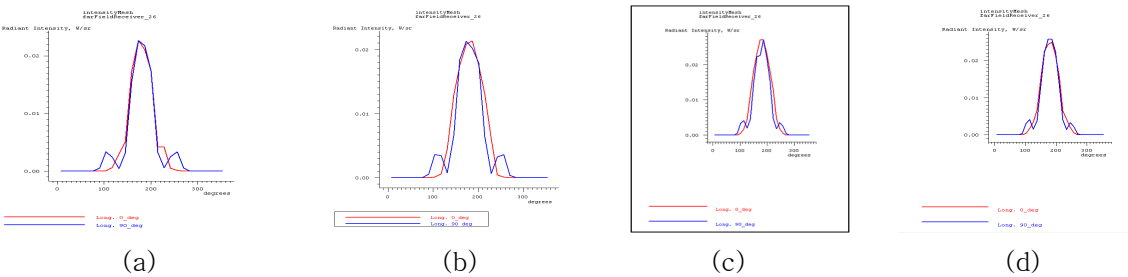 intensityMesh
farFieldReceiver_26
Radiant Intensity, W/sr
0.02
0.01
0.00
0
100
200
300
degrees
Long. 0_deg
Long. 90_deg
(a)
intensityMesh
farFieldReceiver_26
Radiant Intensity, W/sr
0.02
0.01
0.00
0
100
200
300
degrees
Long. 0_deg
Long. 90_deg
(b)
intensityMesh
farFieldReceiver_26
Radiant Intensity, W/sr
0.02
0.01
0.00
0
100
200
300
degrees
Long. 0_deg
Long. 90_deg
(c)
intensityMesh
farFieldReceiver_26
Radiant Intensity, W/sr
0.02
0.01
0.00
0
100
200
300
degrees
Long. 0_deg
Long. 90_deg
(d)